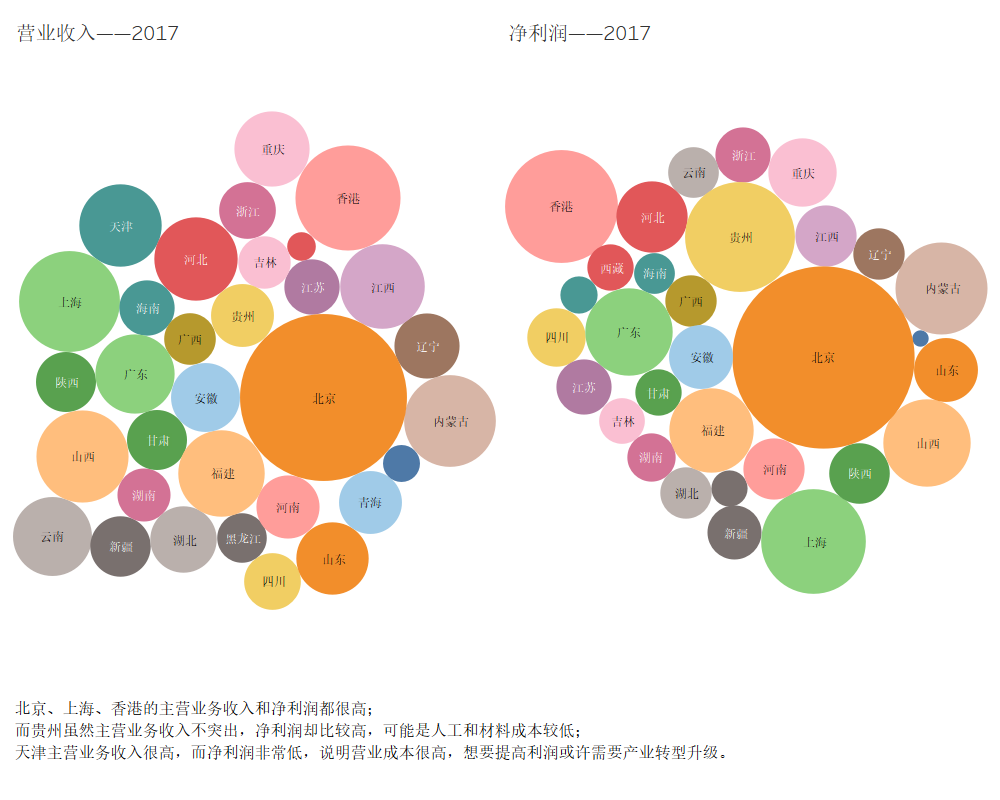 营业收入——2017
净利润——2017
重庆
香港
浙江
天津
河北
吉林
江苏
江西
上海
海南
贵州
广西
辽宁
广东
陕西
安徽
北京
内蒙古
甘肃
山西
福建
湖南
河南
青海
云南
新疆
湖北
黑龙江
山东
四川
浙江
云南
重庆
香港
河北
贵州
江西
辽宁
西藏
海南
内蒙古
广西
四川
广东
安徽
北京
山东
江苏
甘肃
吉林
福建
山西
湖南
河南
陕西
湖北
新疆
上海
北京、上海、香港的主营业务收入和净利润都很高；
而贵州虽然主营业务收入不突出，净利润却比较高，可能是人工和材料成本较低；
天津主营业务收入很高，而净利润非常低，说明营业成本很高，想要提高利润或许需要产业转型升级。